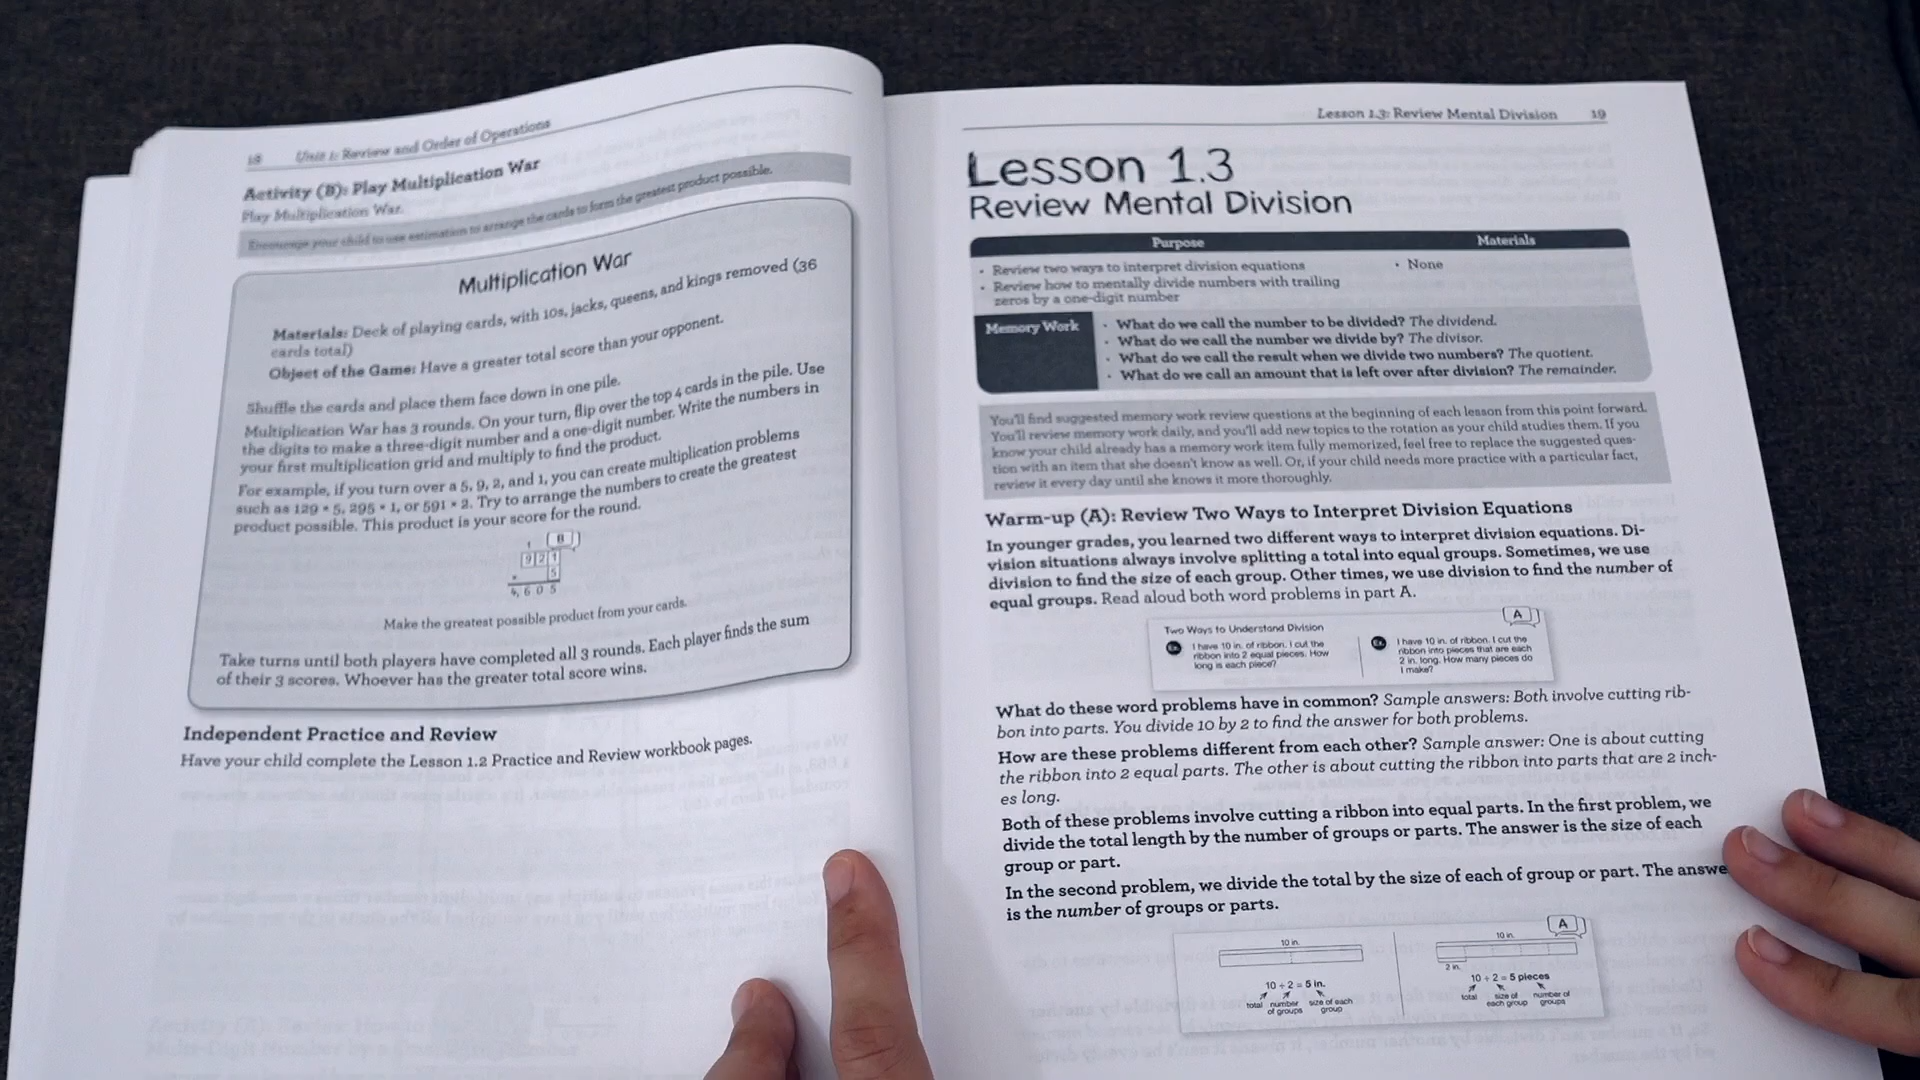 18 Unit 1: Review and Order of Operations
Activity (B): Play Multiplication War
Play Multiplication War.
Encourage your child to use estimation to arrange the cards to form the greatest product possible.
Multiplication War
Materials: Deck of playing cards, with 10s, jacks, queens, and kings removed (36
cards total)
Object of the Game: Have a greater total score than your opponent.
Shuffle the cards and place them face down in one pile.
Multiplication War has 3 rounds. On your turn, flip over the top 4 cards in the pile. Use
the digits to make a three-digit number and a one-digit number. Write the numbers in
your first multiplication grid and multiply to find the product.
For example, if you turn over a 5, 9, 2, and 1, you can create multiplication problems
such as 129 × 5, 295 × 1, or 591 × 2. Try to arrange the numbers to create the greatest
product possible. This product is your score for the round.
B
1
9 2 1
× 5
4, 6 0 5
Make the greatest possible product from your cards.
Take turns until both players have completed all 3 rounds. Each player finds the sum
of their 3 scores. Whoever has the greater total score wins.
Independent Practice and Review
Have your child complete the Lesson 1.2 Practice and Review workbook pages.
Lesson 1.3: Review Mental Division 19
Lesson 1.3
Review Mental Division
Purpose Materials
• Review two ways to interpret division equations
• Review how to mentally divide numbers with trailing
zeros by a one-digit number
• None
Memory Work
• What do we call the number to be divided? The dividend.
• What do we call the number we divide by? The divisor.
• What do we call the result when we divide two numbers? The quotient.
• What do we call an amount that is left over after division? The remainder.
You'll find suggested memory work review questions at the beginning of each lesson from this point forward.
You'll review memory work daily, and you'll add new topics to the rotation as your child studies them. If you
know your child already has a memory work item fully memorized, feel free to replace the suggested ques-
tion with an item that she doesn't know as well. Or, if your child needs more practice with a particular fact,
review it every day until she knows it more thoroughly.
Warm-up (A): Review Two Ways to Interpret Division Equations
In younger grades, you learned two different ways to interpret division equations. Di-
vision situations always involve splitting a total into equal groups. Sometimes, we use
division to find the size of each group. Other times, we use division to find the number of
equal groups. Read aloud both word problems in part A.
A
Two Ways to Understand Division
Ex. I have 10 in. of ribbon. I cut the
ribbon into 2 equal pieces. How
long is each piece?
Ex. I have 10 in. of ribbon. I cut the
ribbon into pieces that are each
2 in. long. How many pieces do
I make?
What do these word problems have in common? Sample answers: Both involve cutting rib-
bon into parts. You divide 10 by 2 to find the answer for both problems.
How are these problems different from each other? Sample answer: One is about cutting
the ribbon into 2 equal parts. The other is about cutting the ribbon into parts that are 2 inch-
es long.
Both of these problems involve cutting a ribbon into equal parts. In the first problem, we
divide the total length by the number of groups or parts. The answer is the size of each
group or part.
In the second problem, we divide the total by the size of each of group or part. The answe
is the number of groups or parts.
10 in.
10 ÷ 2 = 5 in.
total number size of each
of groups group
A
10 in.
2 in.
10 ÷ 2 = 5 pieces
total size of number of
each group groups